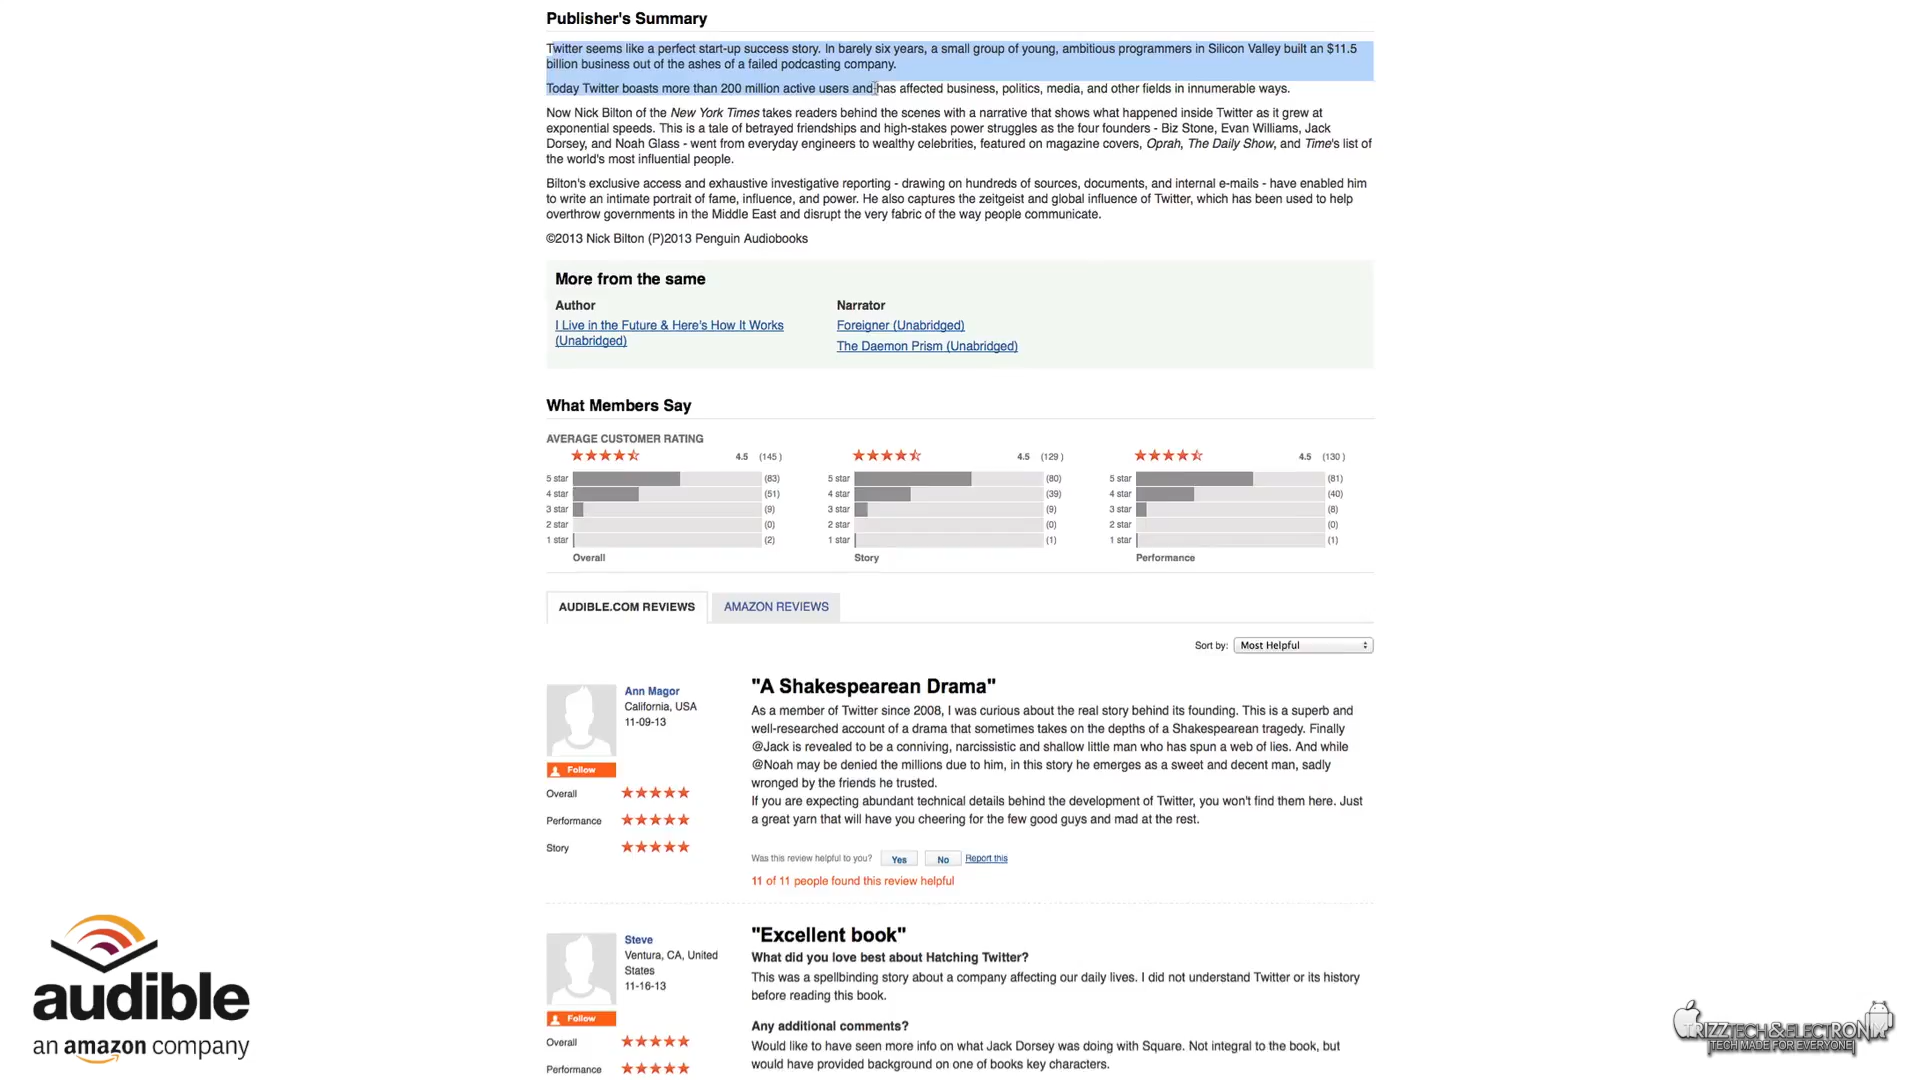 Publisher's Summary
Twitter seems like a perfect start-up success story. In barely six years, a small group of young, ambitious programmers in Silicon Valley built an $11.5
billion business out of the ashes of a failed podcasting company.
Today Twitter boasts more than 200 million active users and has affected business, politics, media, and other fields in innumerable ways.
Now Nick Bilton of the New York Times takes readers behind the scenes with a narrative that shows what happened inside Twitter as it grew at
exponential speeds. This is a tale of betrayed friendships and high-stakes power struggles as the four founders - Biz Stone, Evan Williams, Jack
Dorsey, and Noah Glass - went from everyday engineers to wealthy celebrities, featured on magazine covers, Oprah, The Daily Show, and Time's list of
the world's most influential people.
Bilton's exclusive access and exhaustive investigative reporting - drawing on hundreds of sources, documents, and internal e-mails - have enabled him
to write an intimate portrait of fame, influence, and power. He also captures the zeitgeist and global influence of Twitter, which has been used to help
overthrow governments in the Middle East and disrupt the very fabric of the way people communicate.
©2013 Nick Bilton (P)2013 Penguin Audiobooks
More from the same
Author
I Live in the Future & Here's How It Works
(Unabridged)
Narrator
Foreigner (Unabridged)
The Daemon Prism (Unabridged)
What Members Say
AVERAGE CUSTOMER RATING
4.5 (145 )
5 star (83)
4 star (51)
3 star (9)
2 star (0)
1 star (2)
Overall
4.5 (129 )
5 star (80)
4 star (39)
3 star (9)
2 star (0)
1 star (1)
Story
4.5 (130 )
5 star (81)
4 star (40)
3 star (8)
2 star (0)
1 star (1)
Performance
AUDIBLE.COM REVIEWS
AMAZON REVIEWS
Sort by: Most Helpful
Ann Magor
California, USA
11-09-13
Follow
Overall
Performance
Story
"A Shakespearean Drama"
As a member of Twitter since 2008, I was curious about the real story behind its founding. This is a superb and
well-researched account of a drama that sometimes takes on the depths of a Shakespearean tragedy. Finally
@Jack is revealed to be a conniving, narcissistic and shallow little man who has spun a web of lies. And while
@Noah may be denied the millions due to him, in this story he emerges as a sweet and decent man, sadly
wronged by the friends he trusted.
If you are expecting abundant technical details behind the development of Twitter, you won't find them here. Just
a great yarn that will have you cheering for the few good guys and mad at the rest.
Was this review helpful to you? Yes No Report this
11 of 11 people found this review helpful
Steve
Ventura, CA, United
States
11-16-13
Follow
Overall
Performance
"Excellent book"
What did you love best about Hatching Twitter?
This was a spellbinding story about a company affecting our daily lives. I did not understand Twitter or its history
before reading this book.
Any additional comments?
Would like to have seen more info on what Jack Dorsey was doing with Square. Not integral to the book, but
would have provided background on one of books key characters.
audible
an amazon company
TRIZZTECH&ELECTRONIX
TECH MADE FOR EVERYONE!